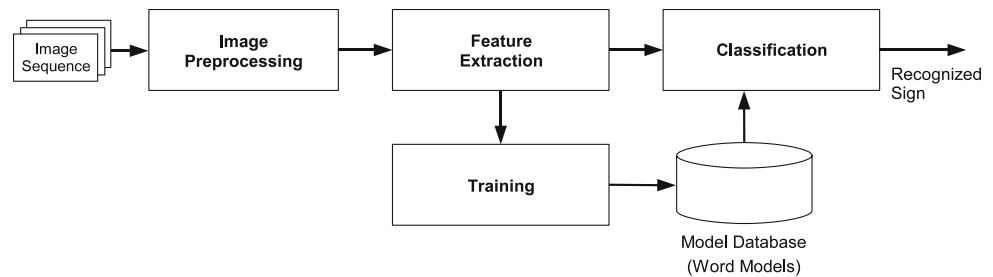 Image
Sequence
Image
Preprocessing
Feature
Extraction
Classification
Recognized
Sign
Training
Model Database
(Word Models)